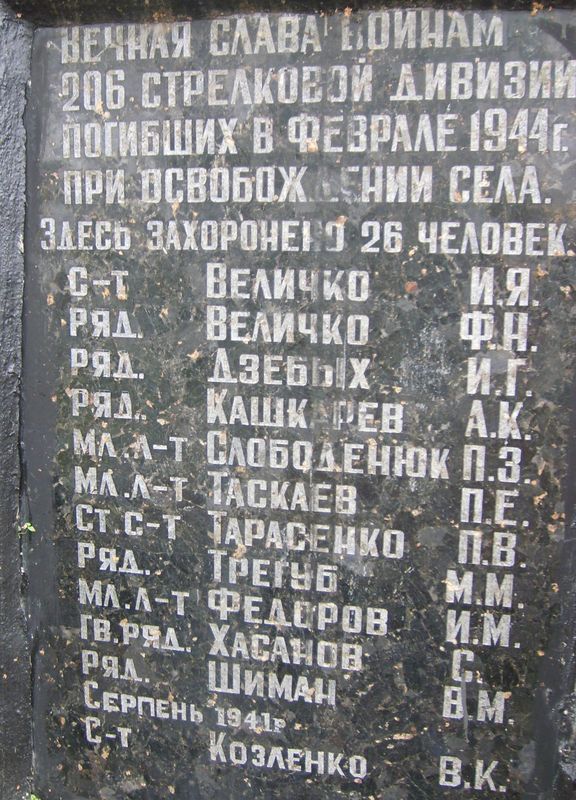 ВЕЧНАЯ СЛАВА ВОИНАМ
206 СТРЕЛКОВОЙ ДИВИЗИИ
ПОГИБШИХ В ФЕВРАЛЕ 1944г.
ПРИ ОСВОБОЖДЕНИИ СЕЛА.
ЗДЕСЬ ЗАХОРОНЕНО 26 ЧЕЛОВЕК.
С-Т ВЕЛИЧКО И.Я.
РЯД. ВЕЛИЧКО Ф.Н.
РЯД. ДЗЕБЫХ И.Г.
РЯД. КАШКАРЕВ А.К.
МЛ.Л-Т СЛОБОДЕНЮК П.З.
МЛ.Л-Т ТАСКАЕВ П.Е.
СТ.С-Т ТАРАСЕНКО П.В.
РЯД. ТРЕГУБ М.М.
МЛ.Л-Т ФЕДОРОВ И.М.
ГВ.РЯД. ХАСАНОВ С.
РЯД. ШИМАН В.М.
СЕРПЕНЬ 1941р
С-Т КОЗЛЕНКО В.К.